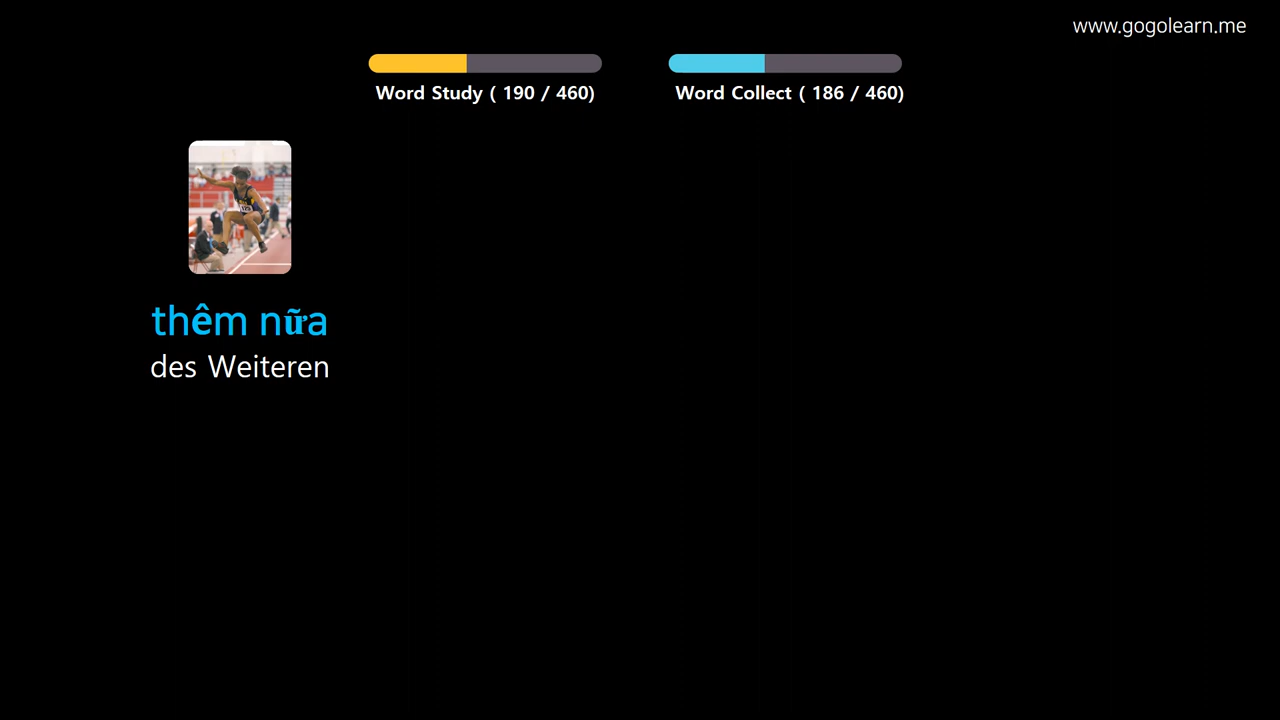 www.gogolearn.me
Word Study ( 190 / 460)
Word Collect ( 186 / 460)
thêm nữa
des Weiteren